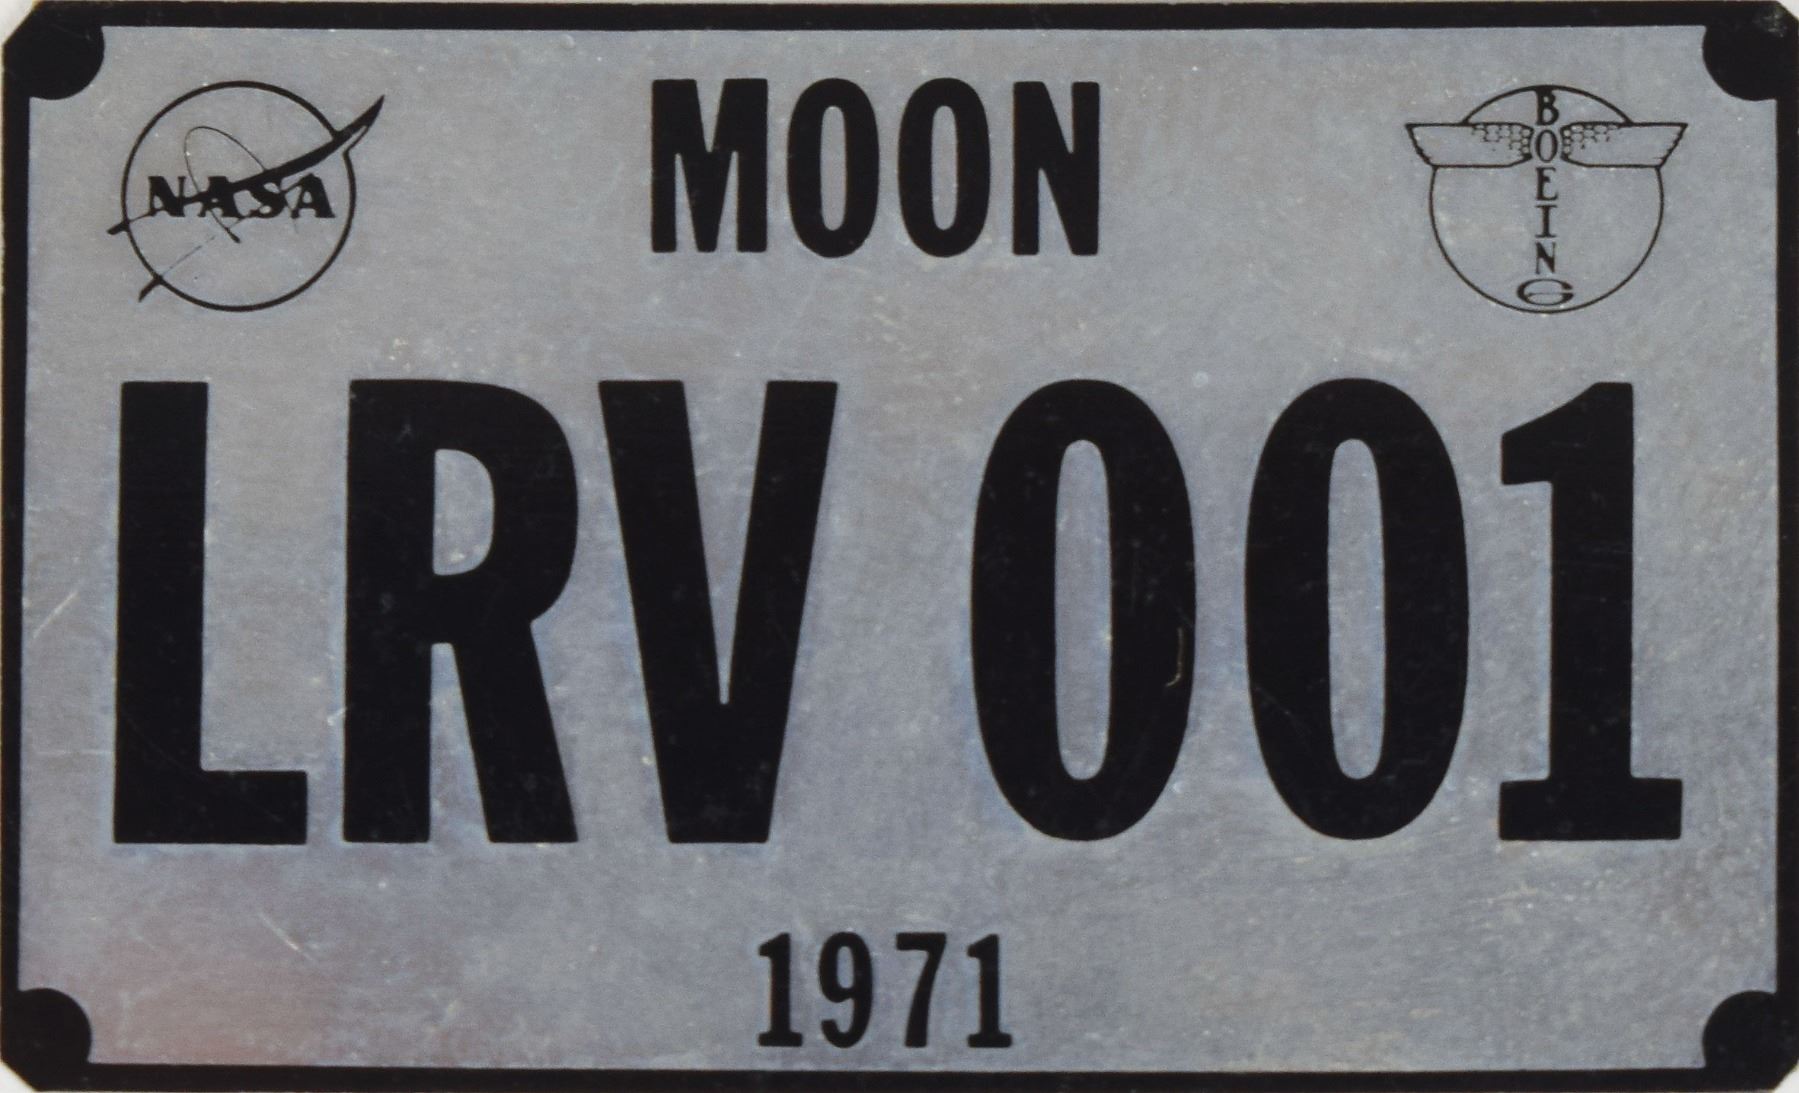 MOON
NASA
BOEING
LRV 001
1971